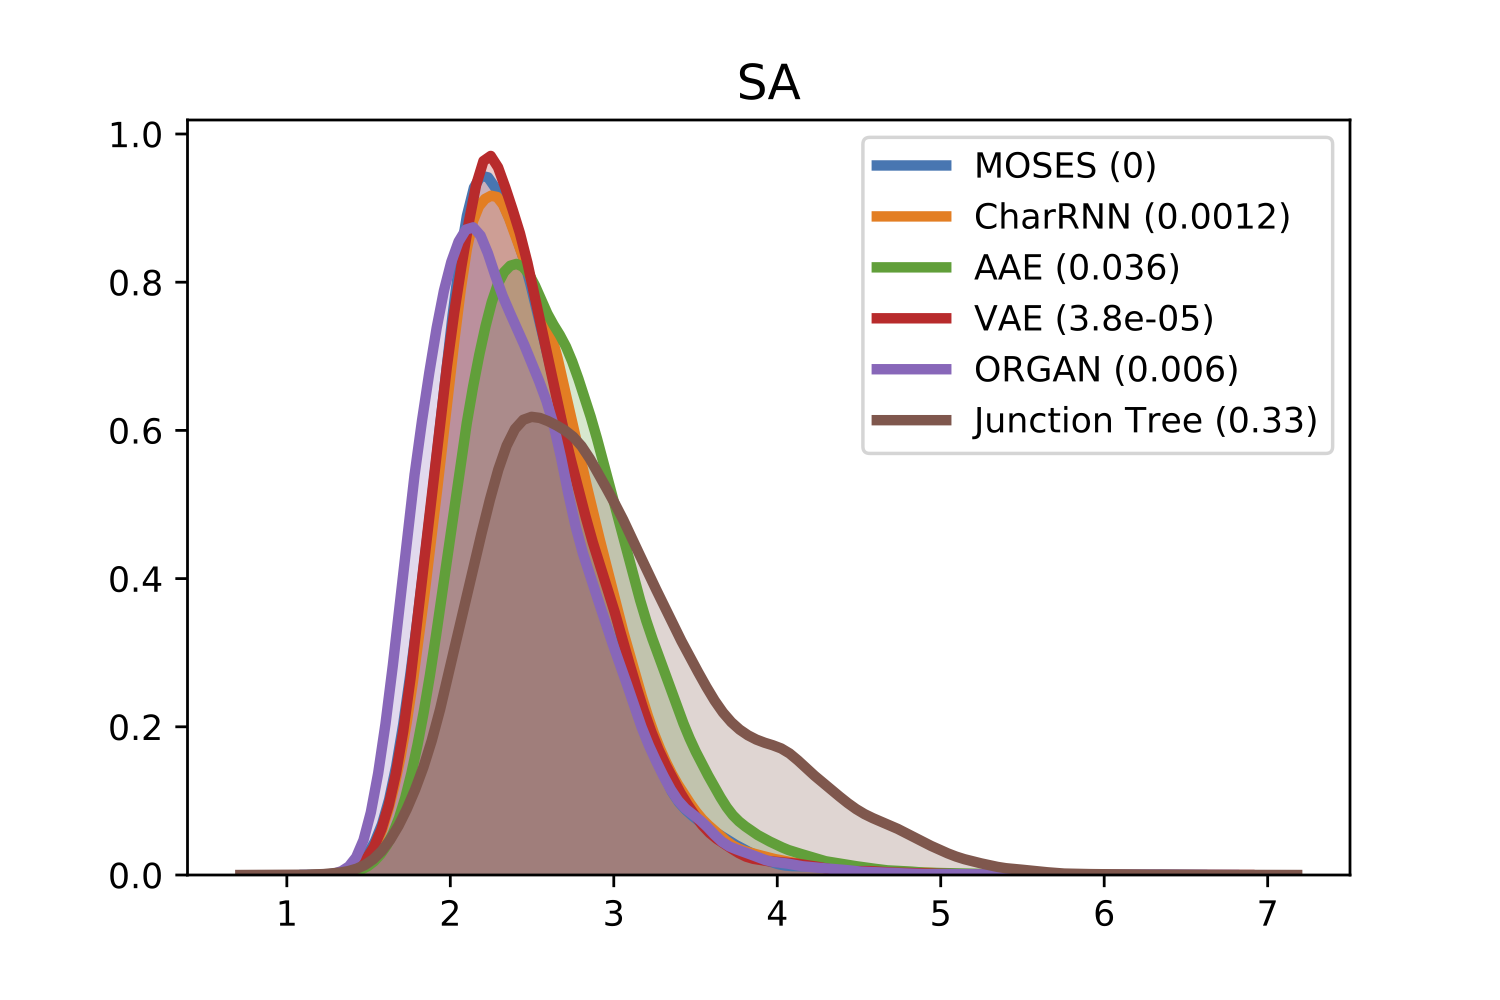 SA
1.0
0.8
0.6
0.4
0.2
0.0
1 2 3 4 5 6 7
MOSES (0)
CharRNN (0.0012)
AAE (0.036)
VAE (3.8e-05)
ORGAN (0.006)
Junction Tree (0.33)